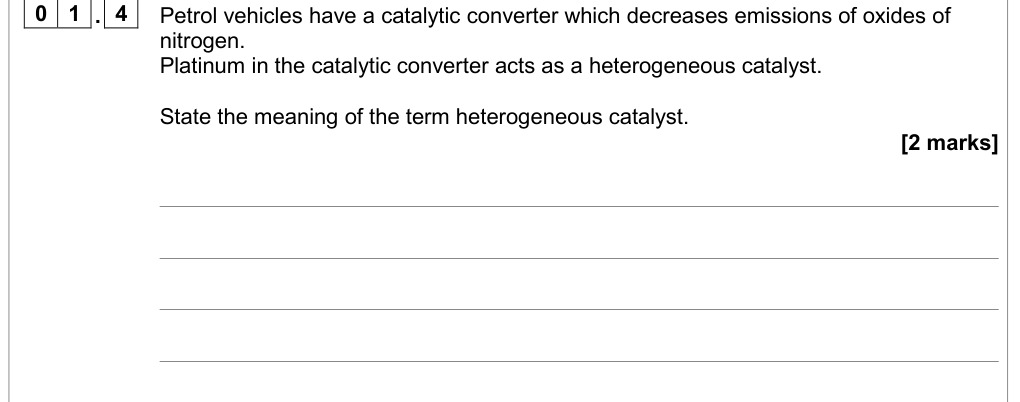 0 1 . 4 Petrol vehicles have a catalytic converter which decreases emissions of oxides of
nitrogen.
Platinum in the catalytic converter acts as a heterogeneous catalyst.
State the meaning of the term heterogeneous catalyst.
[2 marks]